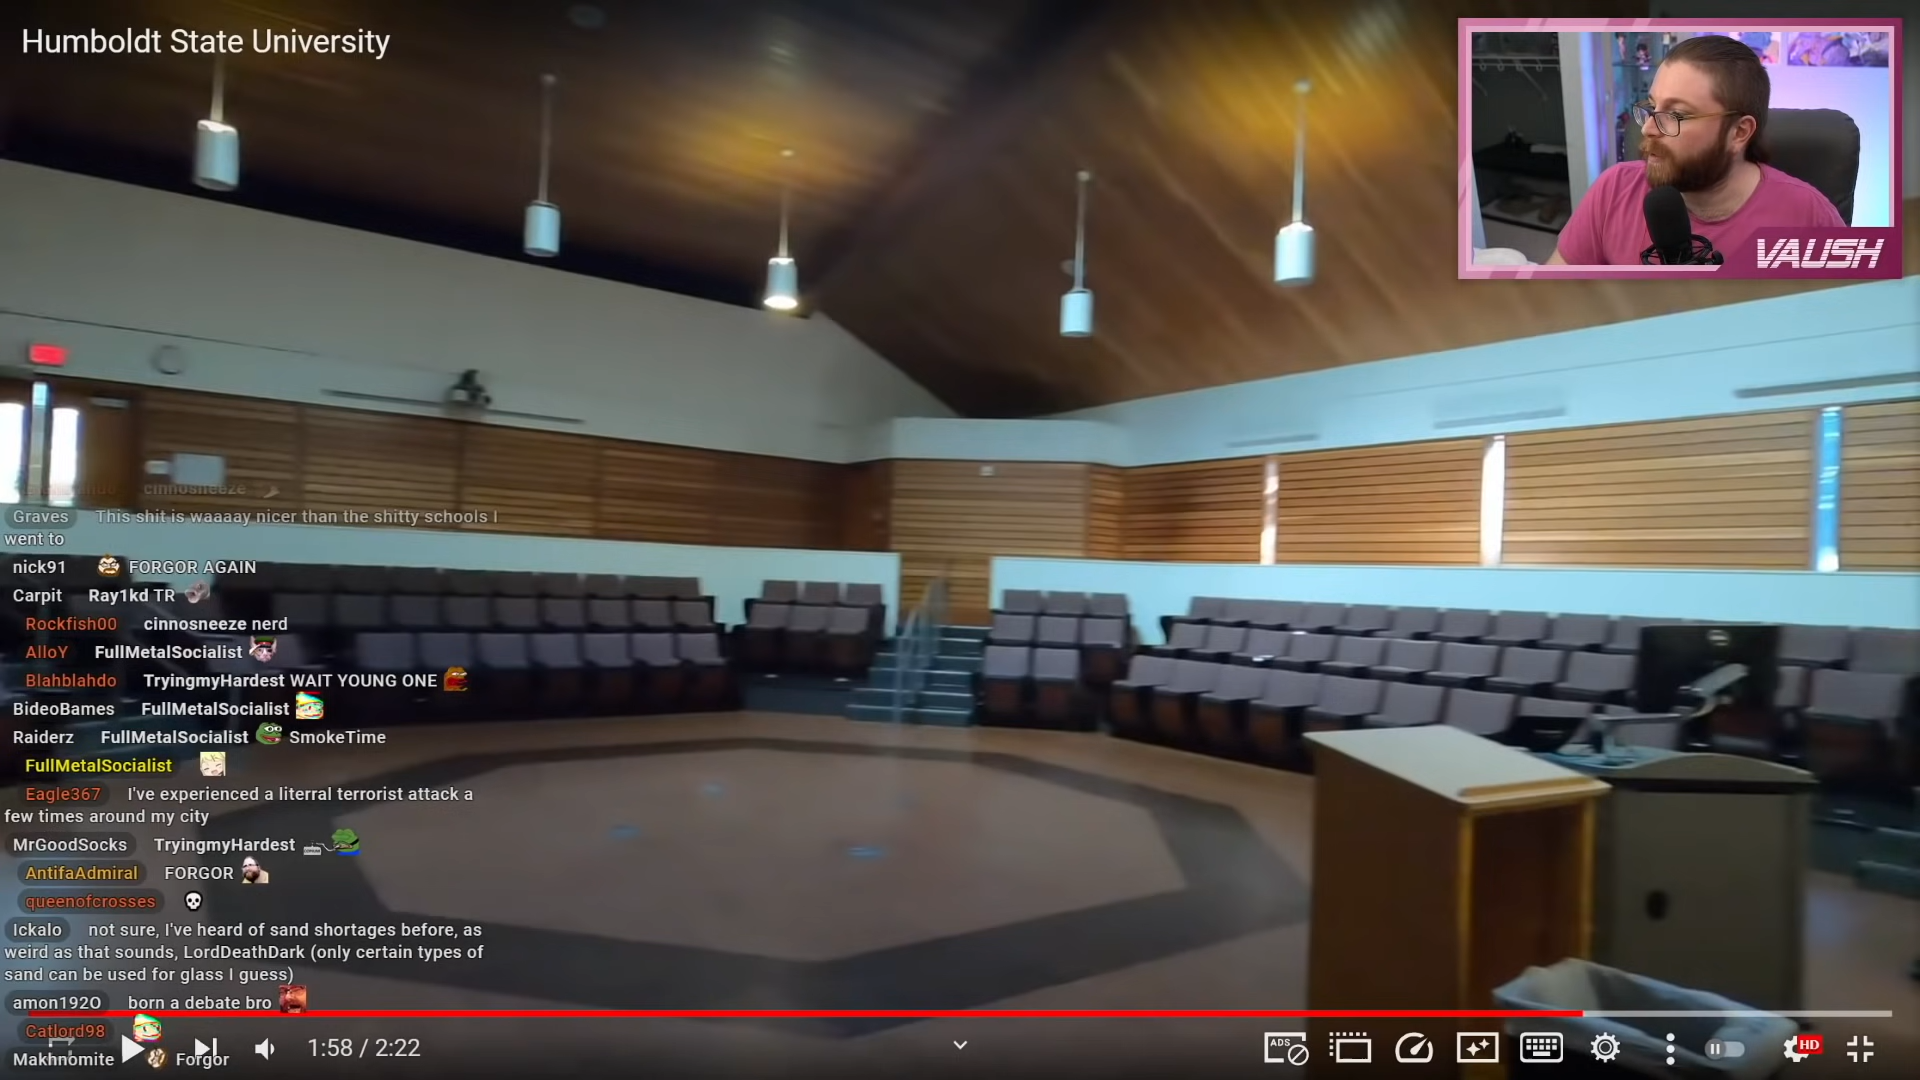 Humboldt State University
VAUSH
cinnosneeze
Graves This shit is waaaay nicer than the shitty schools I
went to
nick91 FORGOR AGAIN
Carpit Ray1kd TR
Rockfish00 cinnosneeze nerd
AlloY FullMetalSocialist
Blahblahdo TryingmyHardest WAIT YOUNG ONE
BideoBames FullMetalSocialist
Raiderz FullMetalSocialist SmokeTime
FullMetalSocialist
Eagle367 I've experienced a literral terrorist attack a
few times around my city
MrGoodSocks TryingmyHardest
AntifaAdmiral FORGOR
queenofcrosses
Ickalo not sure, I've heard of sand shortages before, as
weird as that sounds, LordDeathDark (only certain types of
sand can be used for glass I guess)
amon192O born a debate bro
Catlord98
Makhnomite Forgor
1:58 / 2:22
ADS
HD